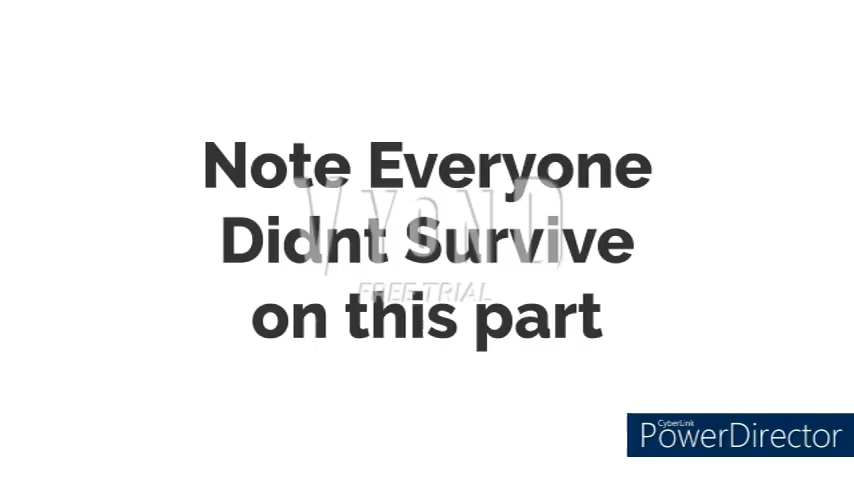 Note Everyone
Didnt Survive
on this part
VYOND
FREE TRIAL
CyberLink
PowerDirector